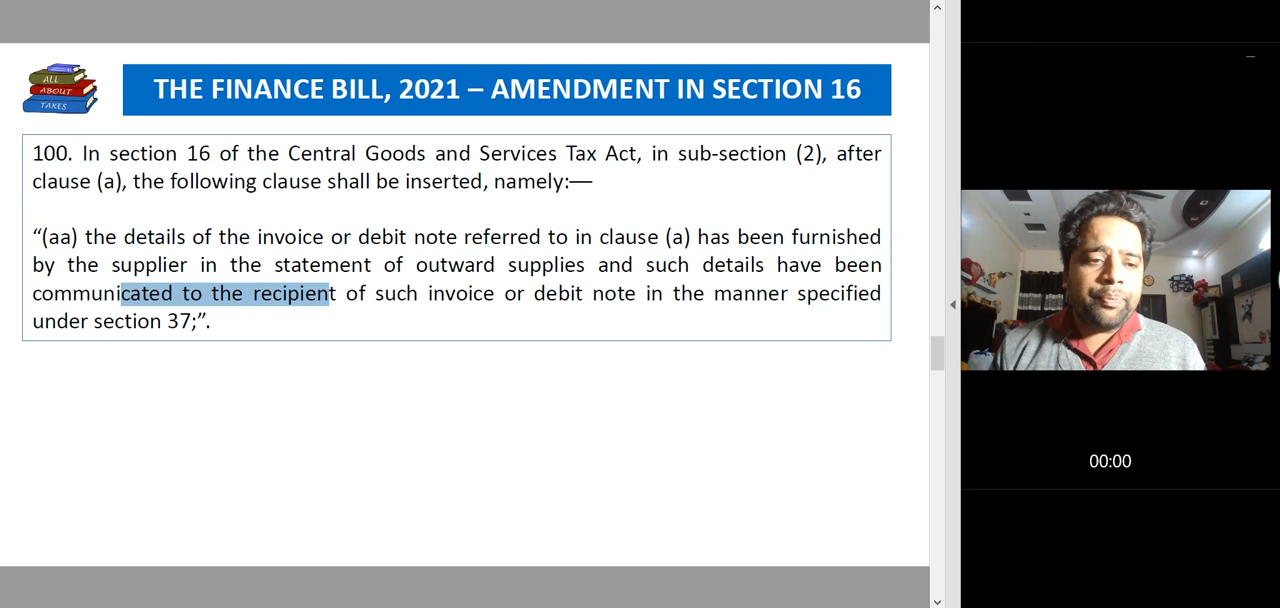 ALL
ABOUT
TAXES
THE FINANCE BILL, 2021 – AMENDMENT IN SECTION 16
100. In section 16 of the Central Goods and Services Tax Act, in sub-section (2), after
clause (a), the following clause shall be inserted, namely:––
“(aa) the details of the invoice or debit note referred to in clause (a) has been furnished
by the supplier in the statement of outward supplies and such details have been
communicated to the recipient of such invoice or debit note in the manner specified
under section 37;”.
00:00